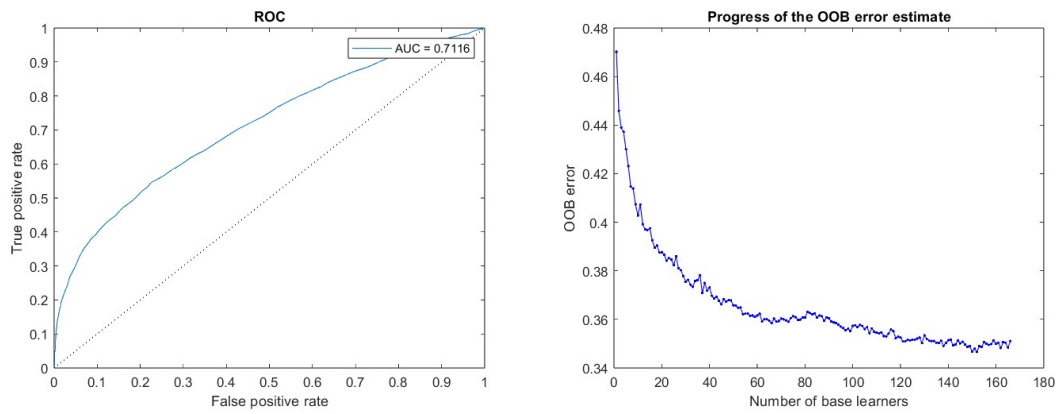 ROC
AUC = 0.7116
1
0.9
0.8
0.7
0.6
0.5
0.4
0.3
0.2
0.1
0
True positive rate
0 0.1 0.2 0.3 0.4 0.5 0.6 0.7 0.8 0.9 1
False positive rate
Progress of the OOB error estimate
0.48
0.46
0.44
0.42
0.4
0.38
0.36
0.34
OOB error
0 20 40 60 80 100 120 140 160 180
Number of base learners